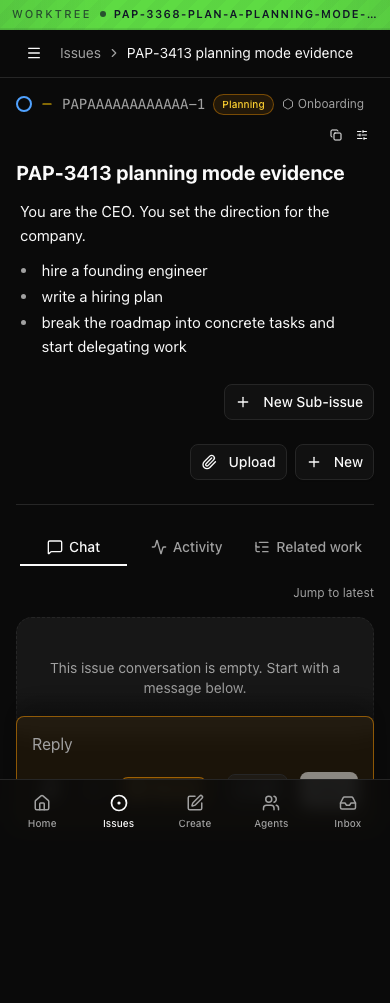 WORKTREE ● PAP-3368-PLAN-A-PLANNING-MODE-…
Issues > PAP-3413 planning mode evidence
PAPAAAAAAAAAAAA-1 Planning Onboarding
PAP-3413 planning mode evidence
You are the CEO. You set the direction for the
company.
• hire a founding engineer
• write a hiring plan
• break the roadmap into concrete tasks and
start delegating work
+ New Sub-issue
Upload + New
Chat Activity Related work
Jump to latest
This issue conversation is empty. Start with a
message below.
Reply
Home Issues Create Agents Inbox